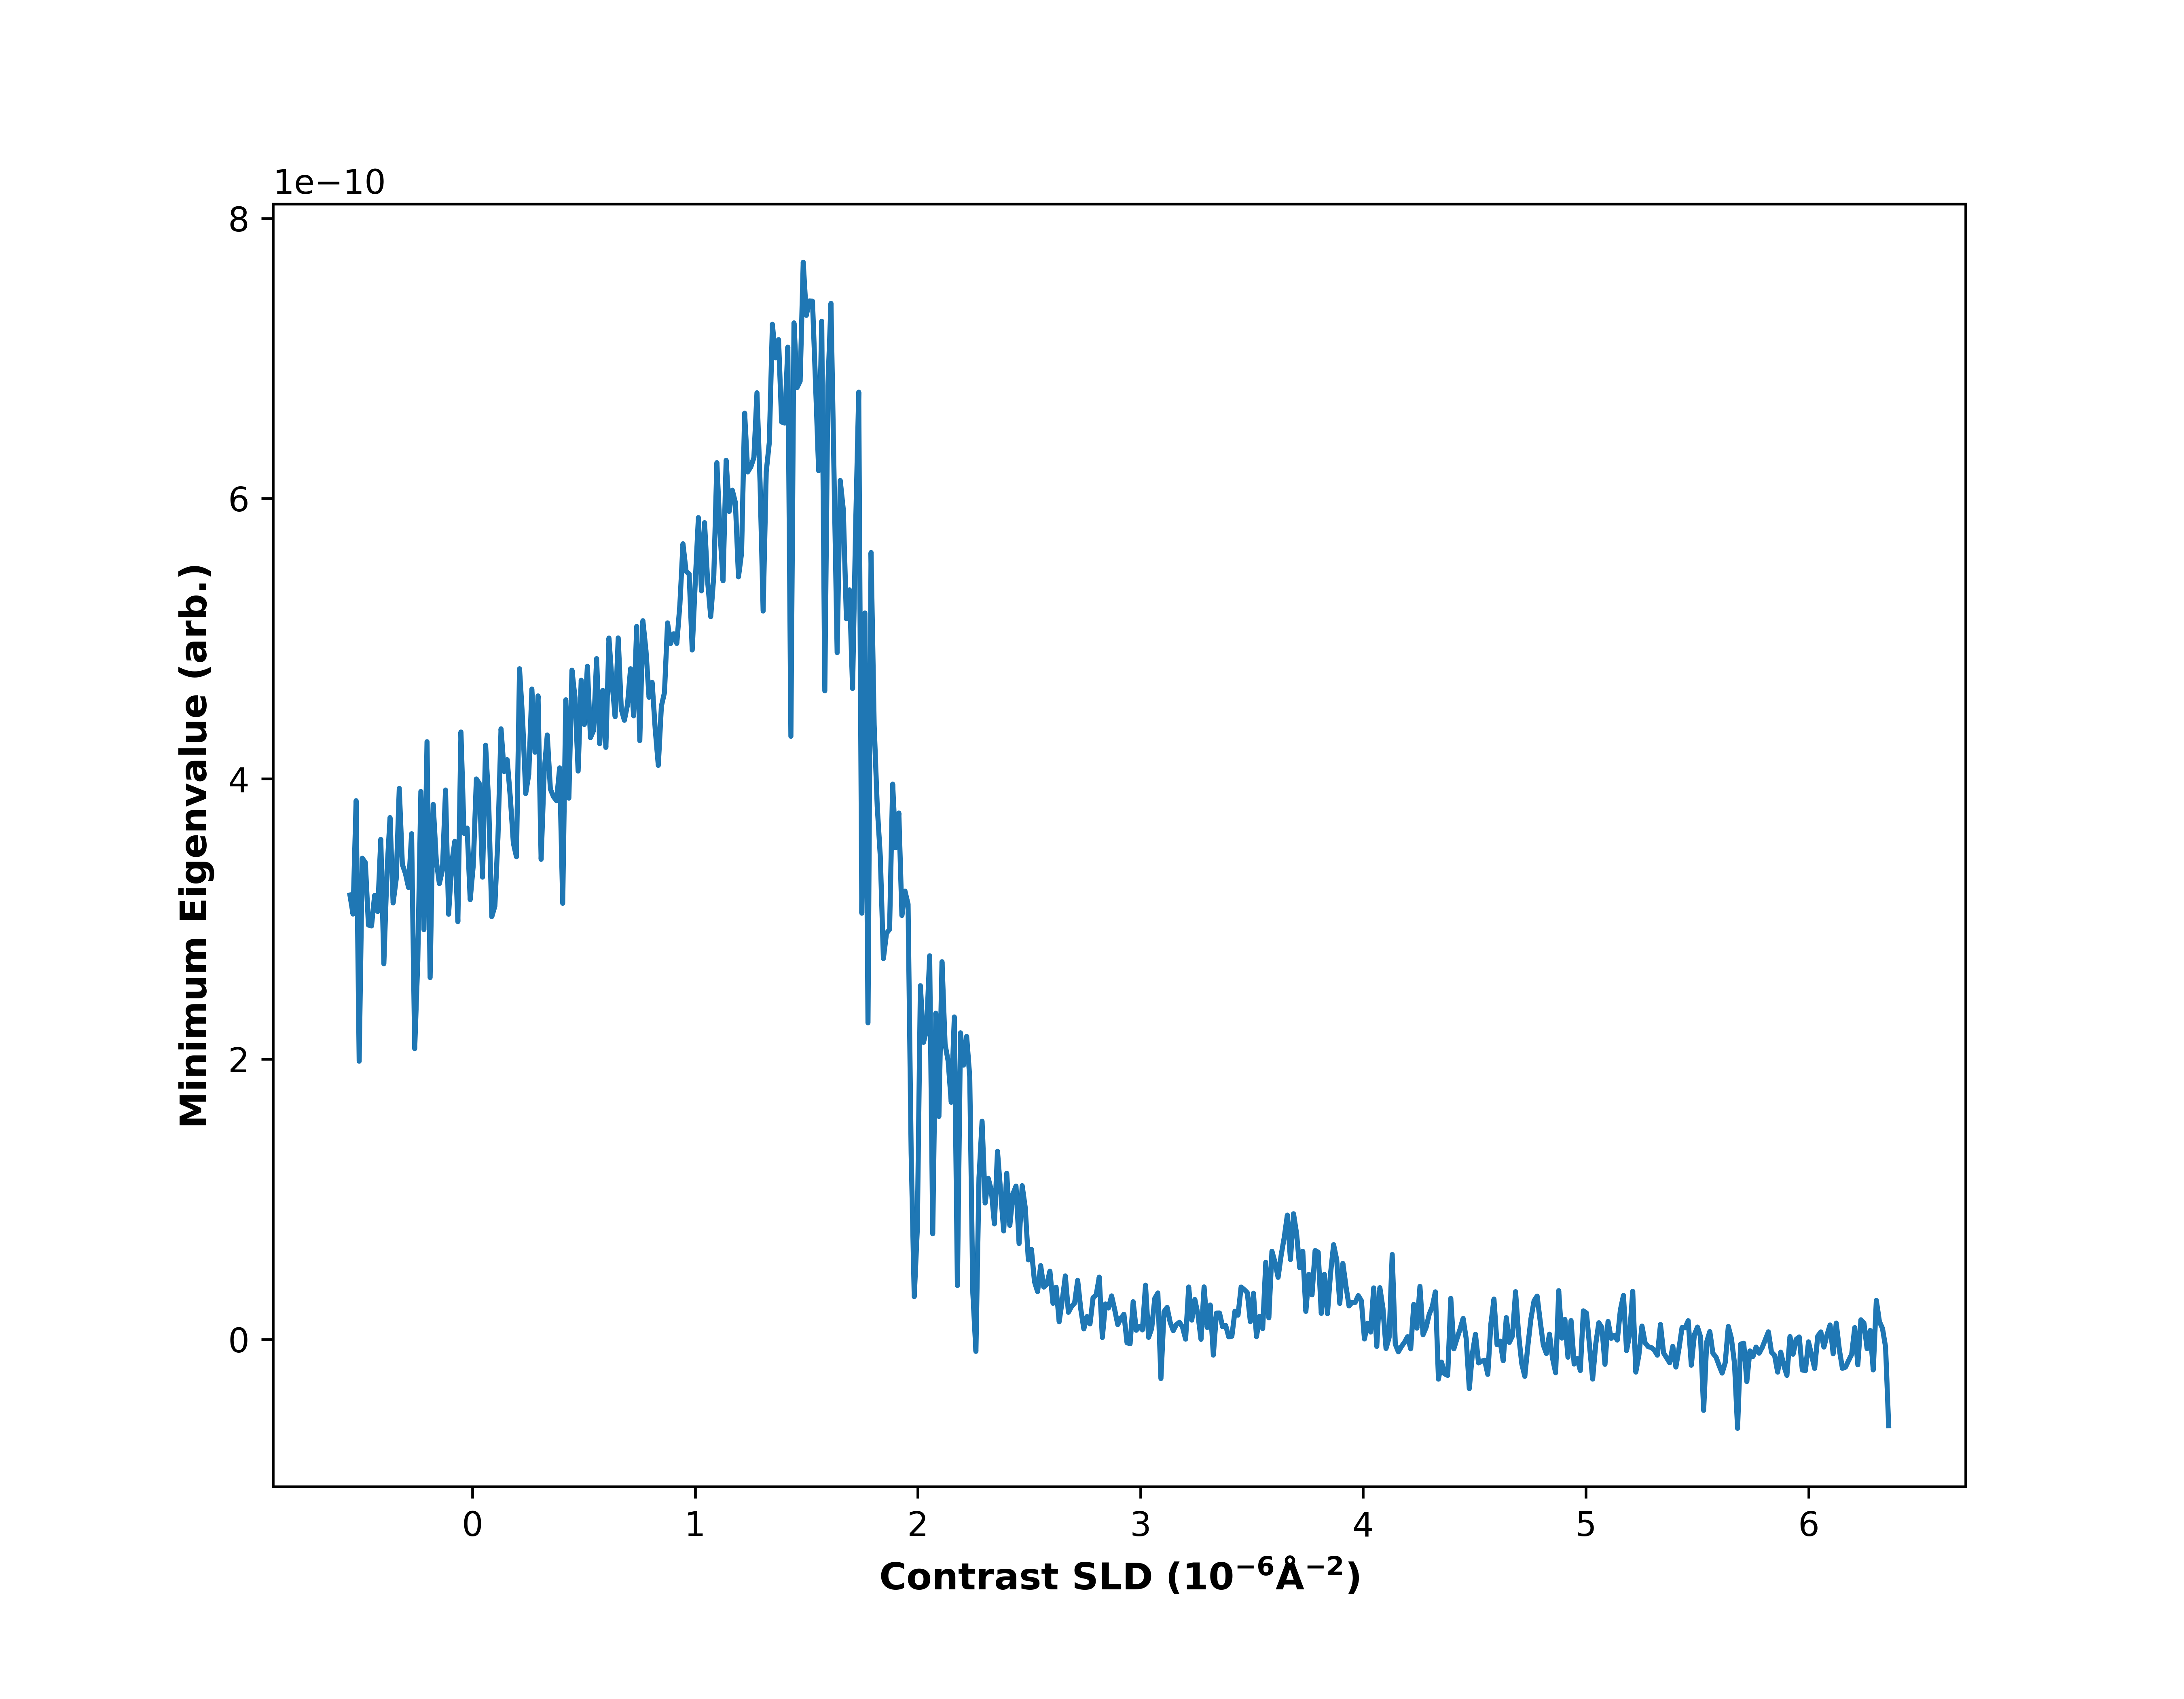 1e−10
8
6
4
2
0
Minimum Eigenvalue (arb.)
0 1 2 3 4 5 6
Contrast SLD (10⁻⁶Å⁻²)